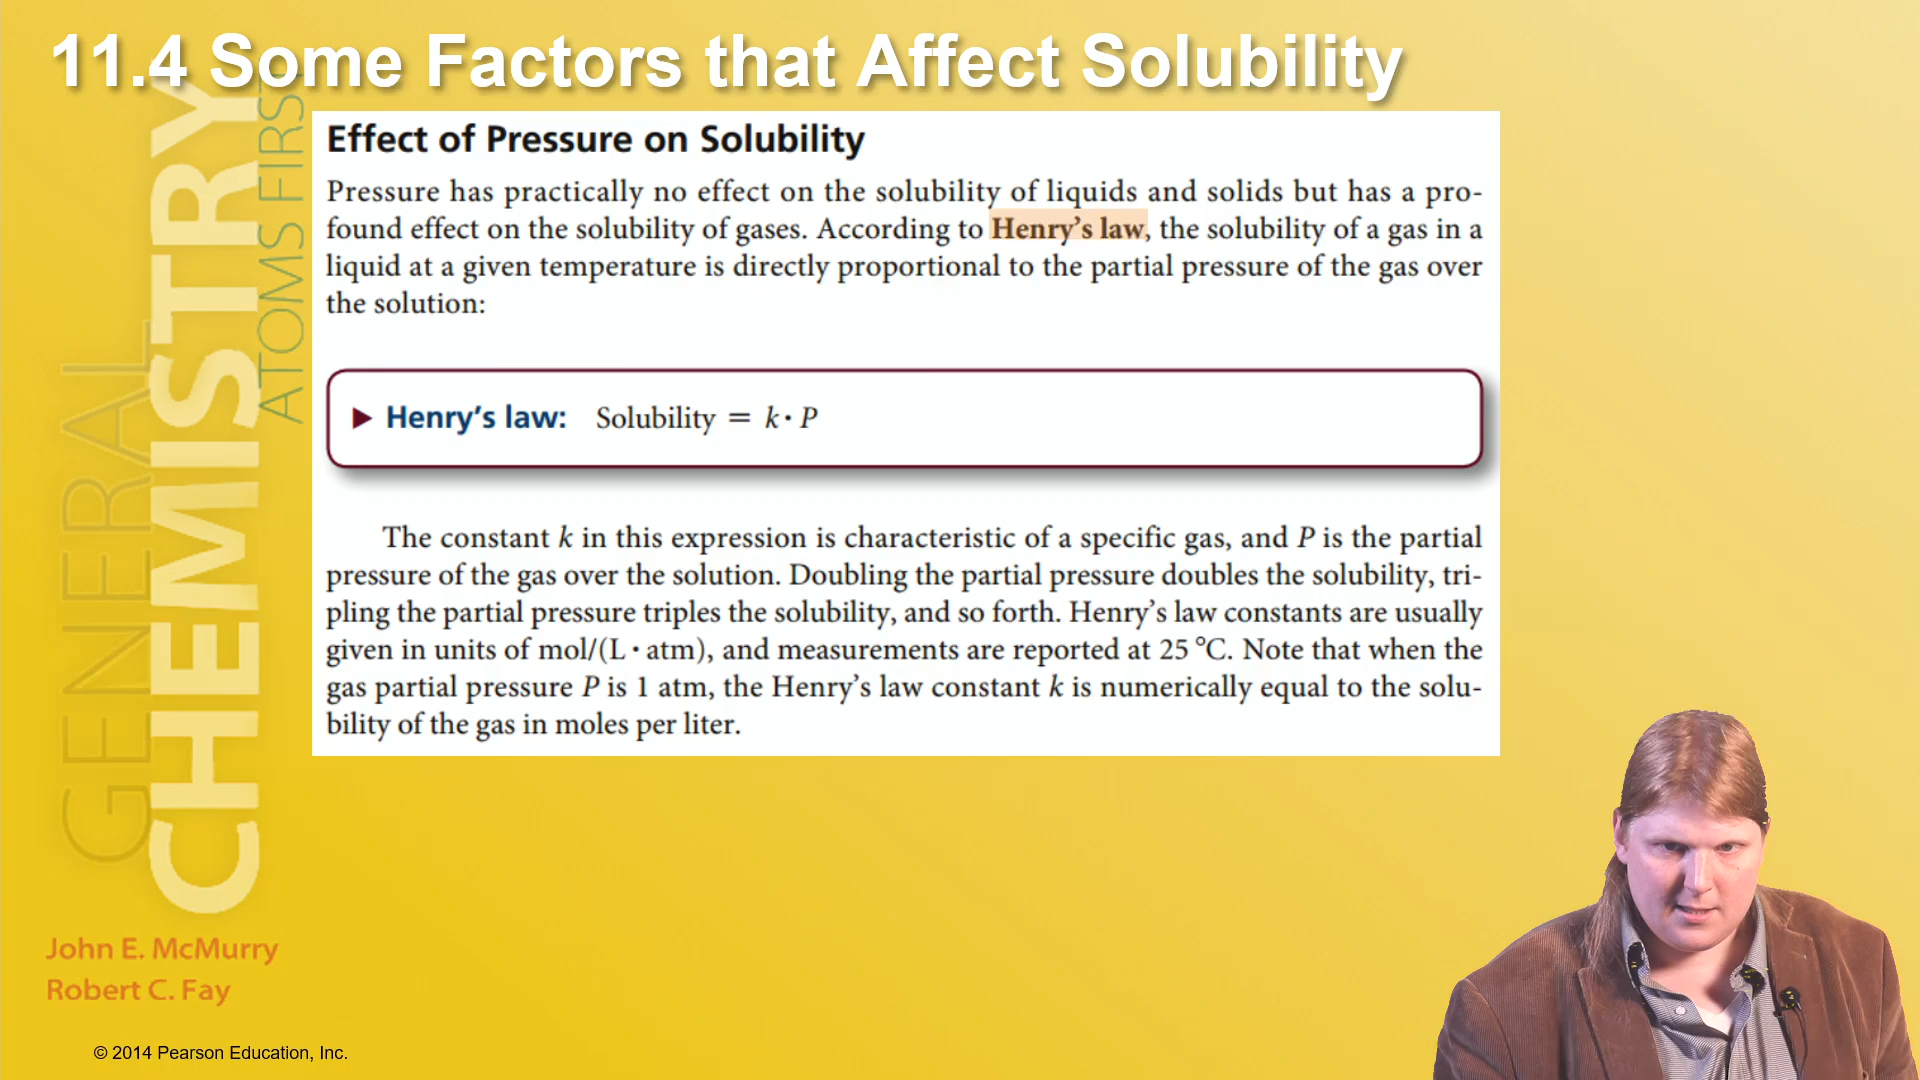 11.4 Some Factors that Affect Solubility
GENERAL
CHEMISTRY
ATOMS FIRST
Effect of Pressure on Solubility
Pressure has practically no effect on the solubility of liquids and solids but has a pro-
found effect on the solubility of gases. According to Henry’s law, the solubility of a gas in a
liquid at a given temperature is directly proportional to the partial pressure of the gas over
the solution:
▶ Henry’s law: Solubility = k · P
The constant k in this expression is characteristic of a specific gas, and P is the partial
pressure of the gas over the solution. Doubling the partial pressure doubles the solubility, tri-
pling the partial pressure triples the solubility, and so forth. Henry’s law constants are usually
given in units of mol/(L · atm), and measurements are reported at 25 °C. Note that when the
gas partial pressure P is 1 atm, the Henry’s law constant k is numerically equal to the solu-
bility of the gas in moles per liter.
John E. McMurry
Robert C. Fay
© 2014 Pearson Education, Inc.